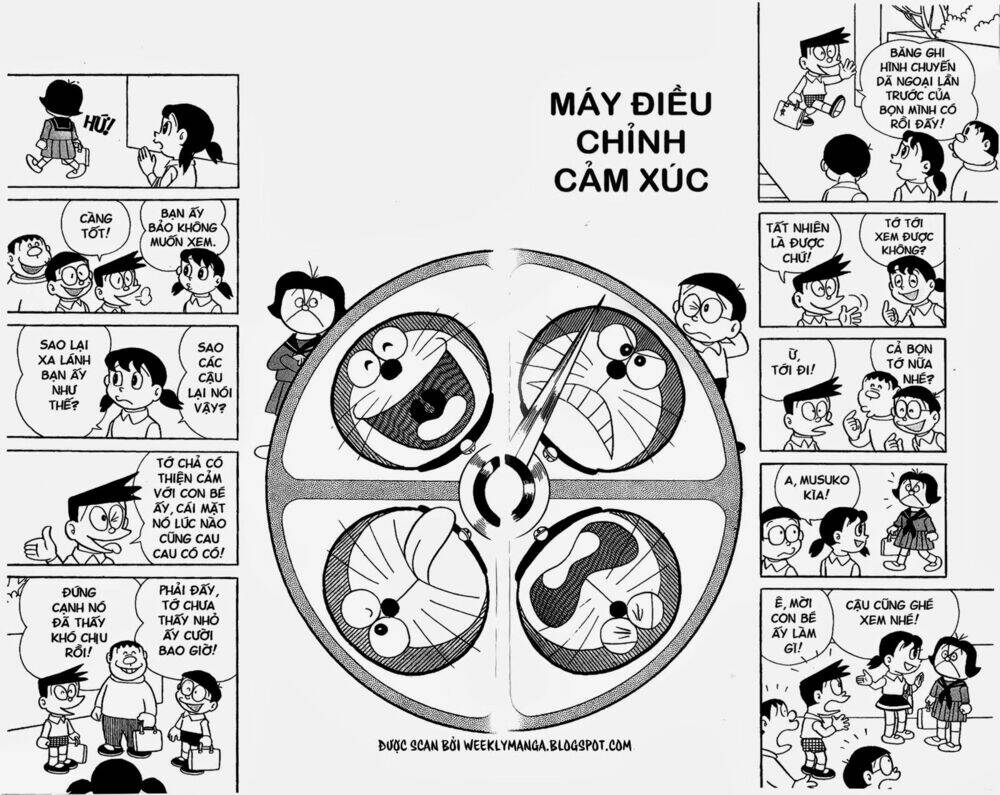 MÁY ĐIỀU
CHỈNH
CẢM XÚC
BĂNG GHI
HÌNH CHUYẾN
DÃ NGOẠI LẦN
TRƯỚC CỦA
BỌN MÌNH CÓ
RỒI ĐẤY!
TỚ TỚI
XEM ĐƯỢC
KHÔNG?
TẤT NHIÊN
LÀ ĐƯỢC
CHỨ!
CẢ BỌN
TỚ NỮA
NHÉ?
Ừ,
TỚI ĐI!
A, MUSUKO
KÌA!
CẬU CŨNG GHÉ
XEM NHÉ!
Ê, MỜI
CON BÉ
ẤY LÀM
GÌ!
HỨ!
BẠN ẤY
BẢO KHÔNG
MUỐN XEM.
CÀNG
TỐT!
SAO
CÁC
CẬU
LẠI NÓI
VẬY?
SAO LẠI
XA LÁNH
BẠN ẤY
NHƯ
THẾ?
TỚ CHẢ CÓ
THIỆN CẢM
VỚI CON BÉ
ẤY, CÁI MẶT
NÓ LÚC NÀO
CŨNG CAU
CAU CÓ CÓ!
PHẢI ĐẤY,
TỚ CHƯA
THẤY NHỎ
ẤY CƯỜI
BAO GIỜ!
ĐỨNG
CẠNH NÓ
ĐÃ THẤY
KHÓ CHỊU
RỒI!
ĐƯỢC SCAN BỞI WEEKLYMANGA.BLOGSPOT.COM